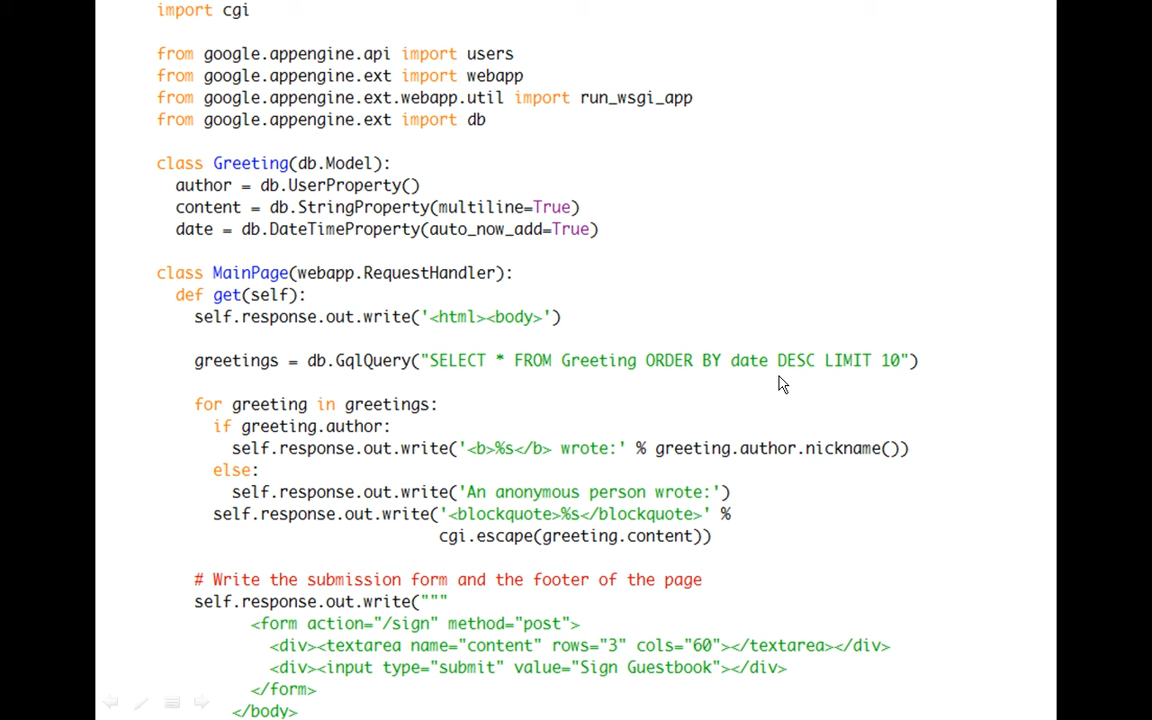 import cgi
from google.appengine.api import users
from google.appengine.ext import webapp
from google.appengine.ext.webapp.util import run_wsgi_app
from google.appengine.ext import db
class Greeting(db.Model):
  author = db.UserProperty()
  content = db.StringProperty(multiline=True)
  date = db.DateTimeProperty(auto_now_add=True)
class MainPage(webapp.RequestHandler):
  def get(self):
    self.response.out.write('<html><body>')
    greetings = db.GqlQuery("SELECT * FROM Greeting ORDER BY date DESC LIMIT 10")
    for greeting in greetings:
      if greeting.author:
        self.response.out.write('<b>%s</b> wrote:' % greeting.author.nickname())
      else:
        self.response.out.write('An anonymous person wrote:')
      self.response.out.write('<blockquote>%s</blockquote>' %
                              cgi.escape(greeting.content))
    # Write the submission form and the footer of the page
    self.response.out.write("""
          <form action="/sign" method="post">
            <div><textarea name="content" rows="3" cols="60"></textarea></div>
            <div><input type="submit" value="Sign Guestbook"></div>
          </form>
        </body>